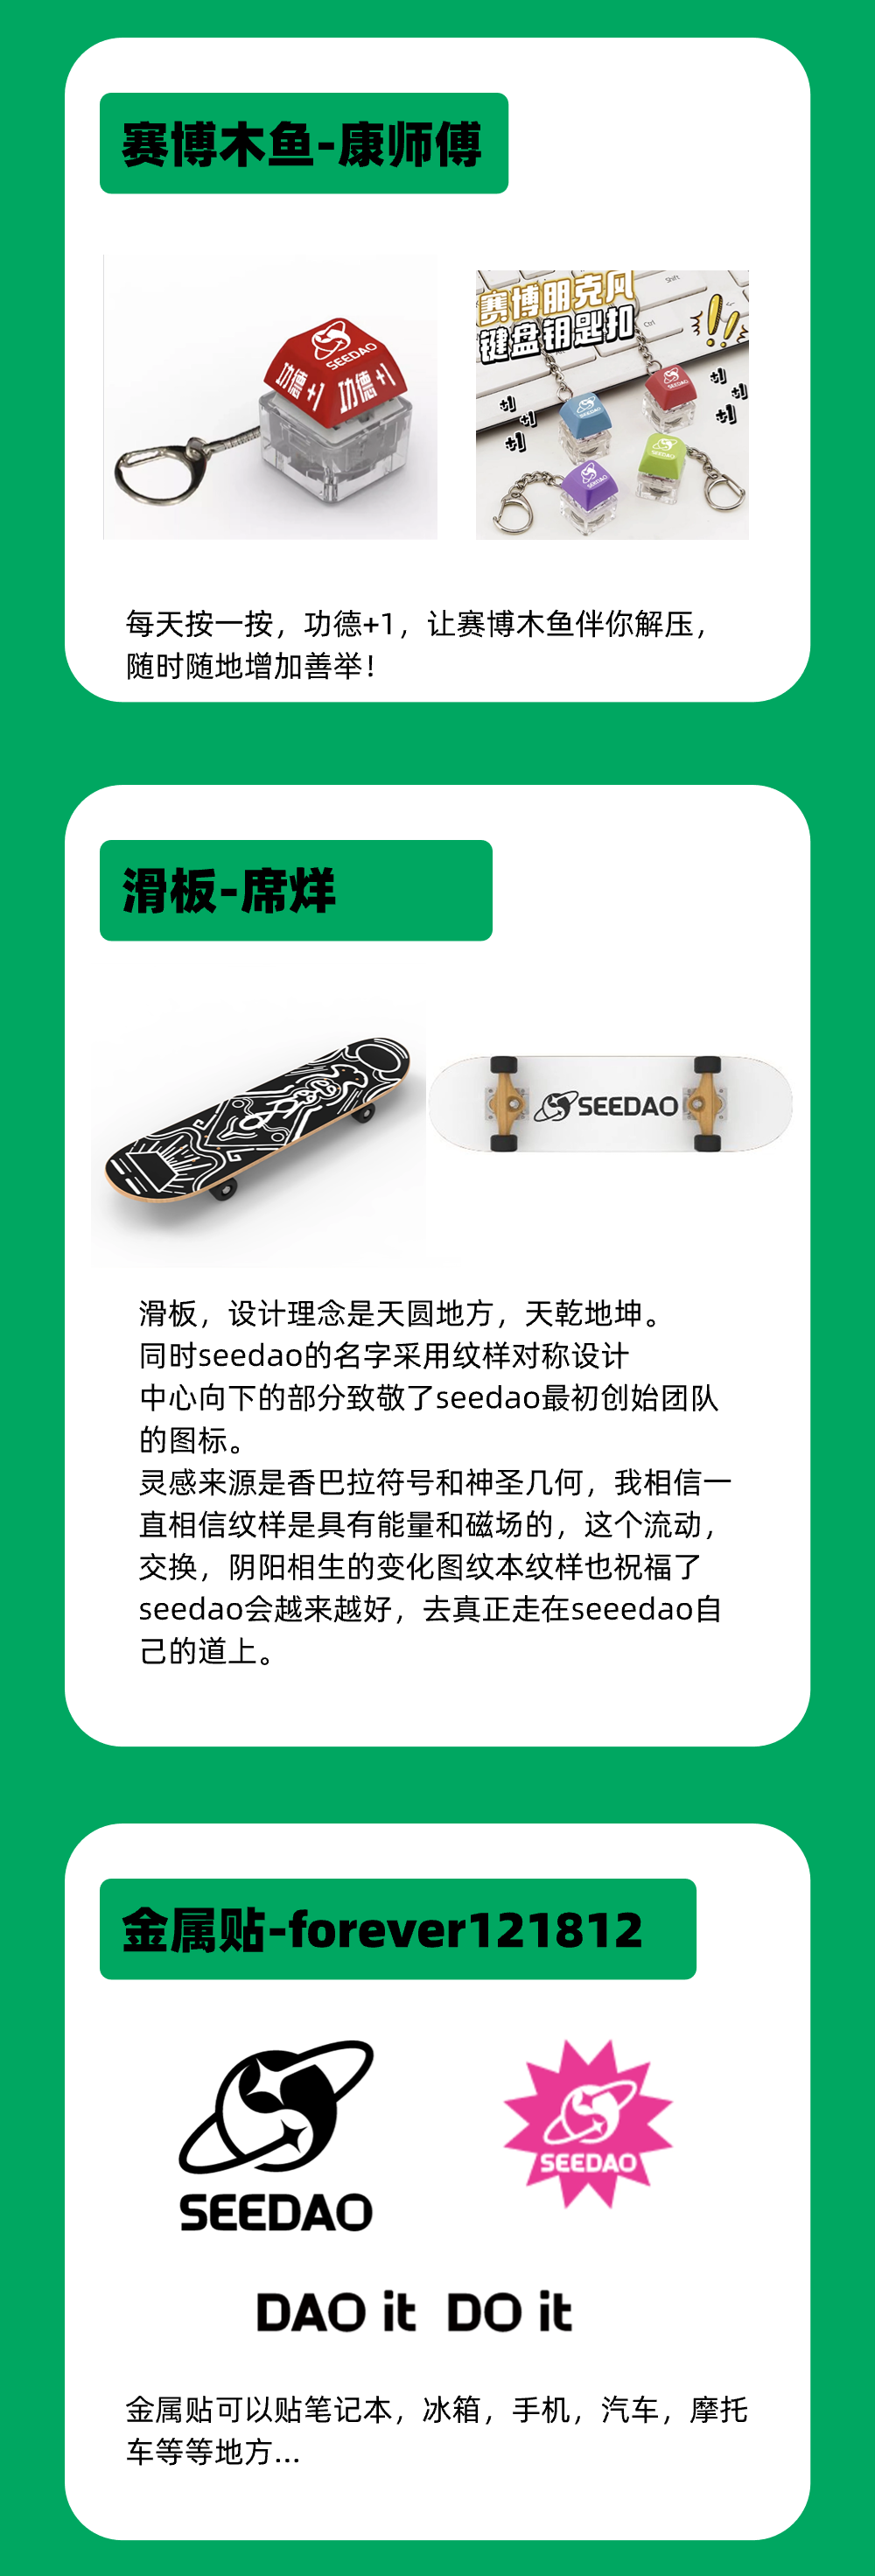 赛博木鱼-康师傅
SEEDAO
功德+1 功德+1
赛博朋克风
键盘钥匙扣
Shift
Ctrl
+1
+1
+1
+1
+1
+1
SEEDAO
SEEDAO
SEEDAO
SEEDAO
每天按一按，功德+1，让赛博木鱼伴你解压，
随时随地增加善举！
滑板-席烊
SEEDAO
滑板，设计理念是天圆地方，天乾地坤。
同时seedao的名字采用纹样对称设计
中心向下的部分致敬了seedao最初创始团队
的图标。
灵感来源是香巴拉符号和神圣几何，我相信一
直相信纹样是具有能量和磁场的，这个流动，
交换，阴阳相生的变化图纹本纹样也祝福了
seedao会越来越好，去真正走在seeedao自
己的道上。
金属贴-forever121812
SEEDAO
SEEDAO
DAO it DO it
金属贴可以贴笔记本，冰箱，手机，汽车，摩托
车等等地方...